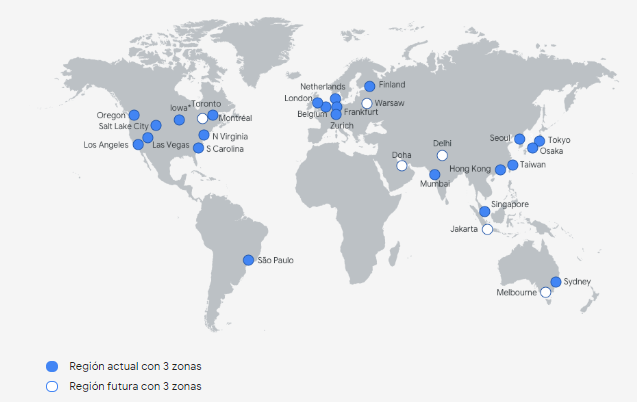 Finland
Netherlands
London
Warsaw
Iowa*
Toronto
Oregon
Montréal
Belgium
Frankfurt
Salt Lake City
Zurich
N Virginia
Seoul
Tokyo
Los Angeles
Las Vegas
S Carolina
Delhi
Osaka
Doha
Taiwan
Hong Kong
Mumbai
Singapore
Jakarta
São Paulo
Sydney
Melbourne
Región actual con 3 zonas
Región futura con 3 zonas